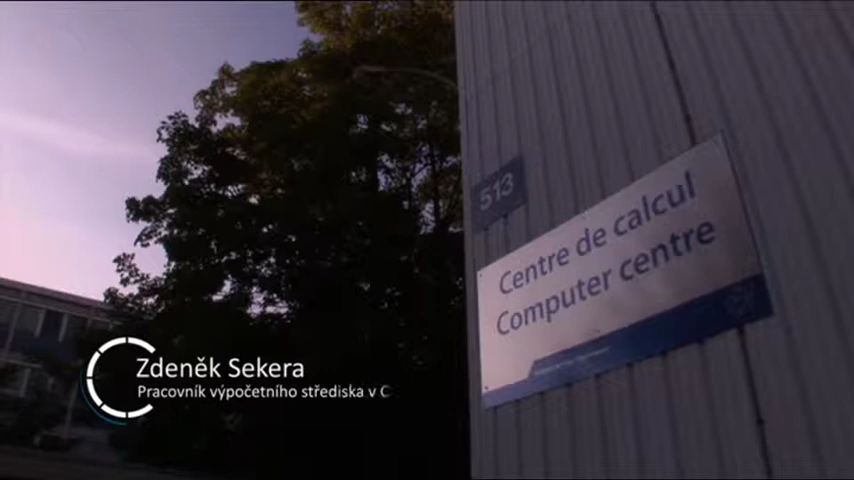 513
Centre de calcul
Computer centre
Zdeněk Sekera
Pracovník výpočetního střediska v C